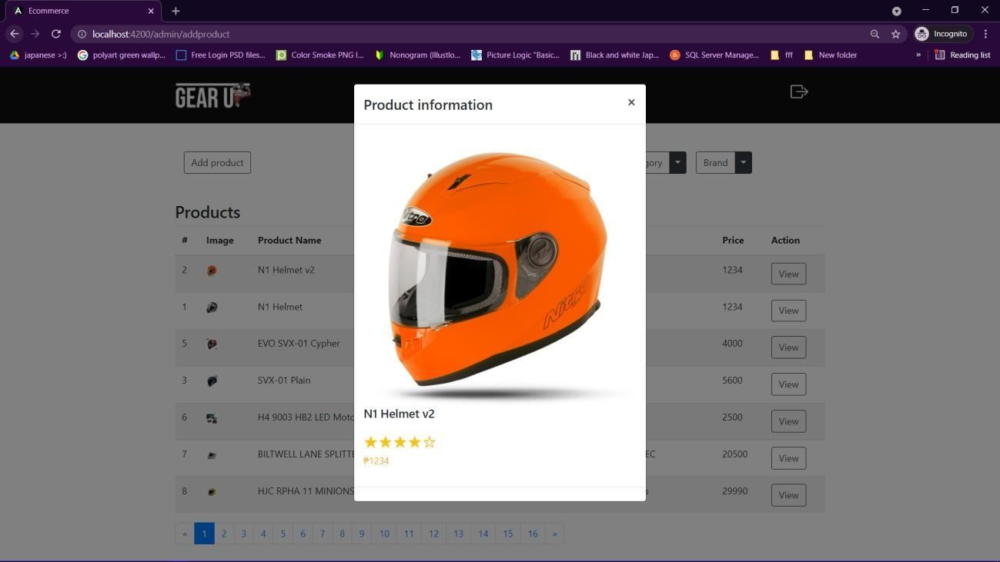 Ecommerce
localhost:4200/admin/addproduct
Incognito
japanese >:)
polyart green wallp...
Free Login PSD files...
Color Smoke PNG I...
Nonogram (Illustlo...
Picture Logic "Basic...
Black and white Jap...
SQL Server Manage...
fff
New folder
»
Reading list
GEAR U
Product information
×
Add product
gory
Brand
Nitro
Nitro
Products
# Image Product Name Price Action
2 N1 Helmet v2 1234 View
1 N1 Helmet 1234 View
5 EVO SVX-01 Cypher 4000 View
3 SVX-01 Plain 5600 View
6 H4 9003 HB2 LED Moto 2500 View
7 BILTWELL LANE SPLITTE EC 20500 View
8 HJC RPHA 11 MINIONS s 29990 View
N1 Helmet v2
★★★★☆
₱1234
« 1 2 3 4 5 6 7 8 9 10 11 12 13 14 15 16 »